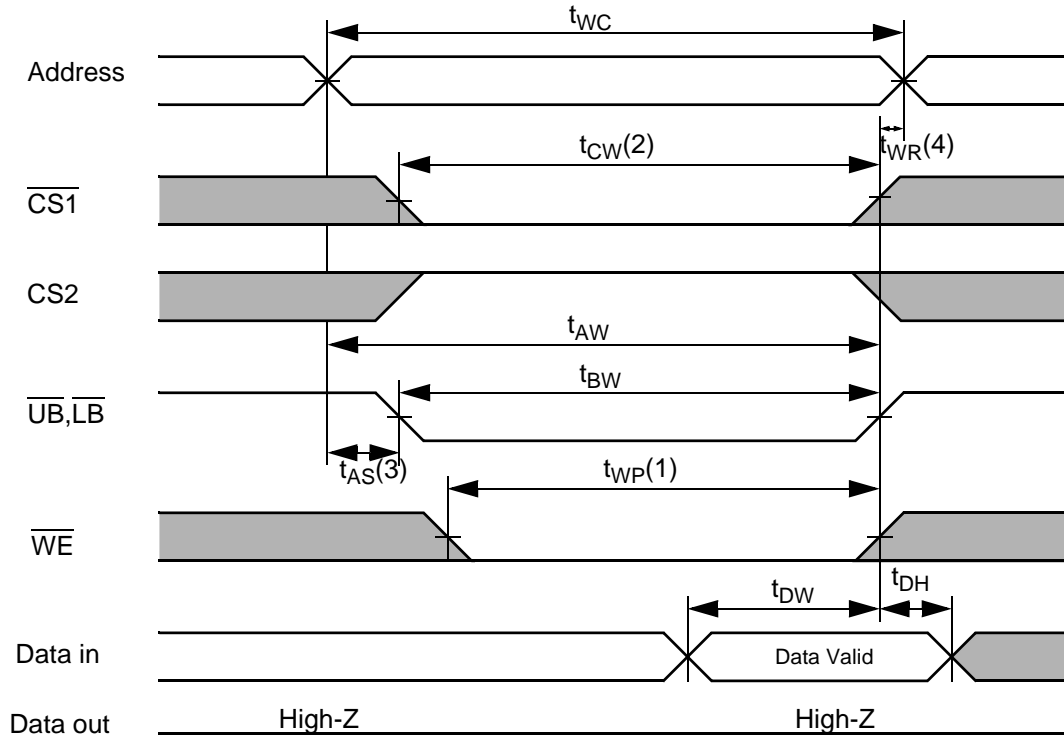 tWC
Address
tCW(2)
tWR(4)
CS1
CS2
tAW
tBW
UB,LB
tAS(3)
tWP(1)
WE
tDW
tDH
Data in
Data Valid
Data out
High-Z
High-Z